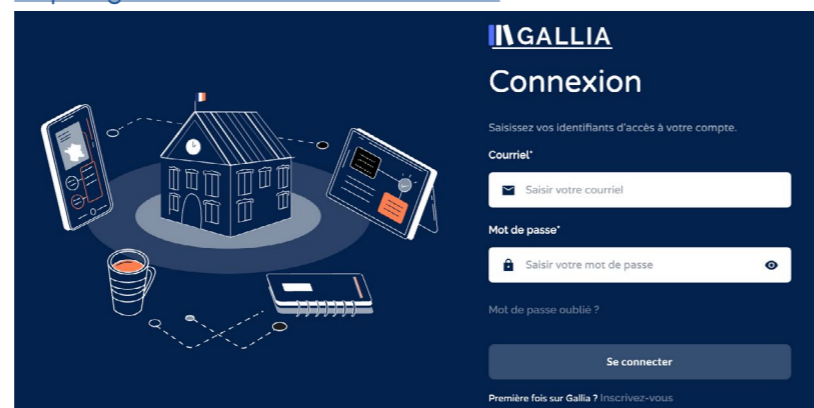 GALLIA
Connexion
Saisissez vos identifiants d'accès à votre compte.
Courriel*
Saisir votre courriel
Mot de passe*
Saisir votre mot de passe
Mot de passe oublié ?
Se connecter
Première fois sur Gallia ? Inscrivez-vous